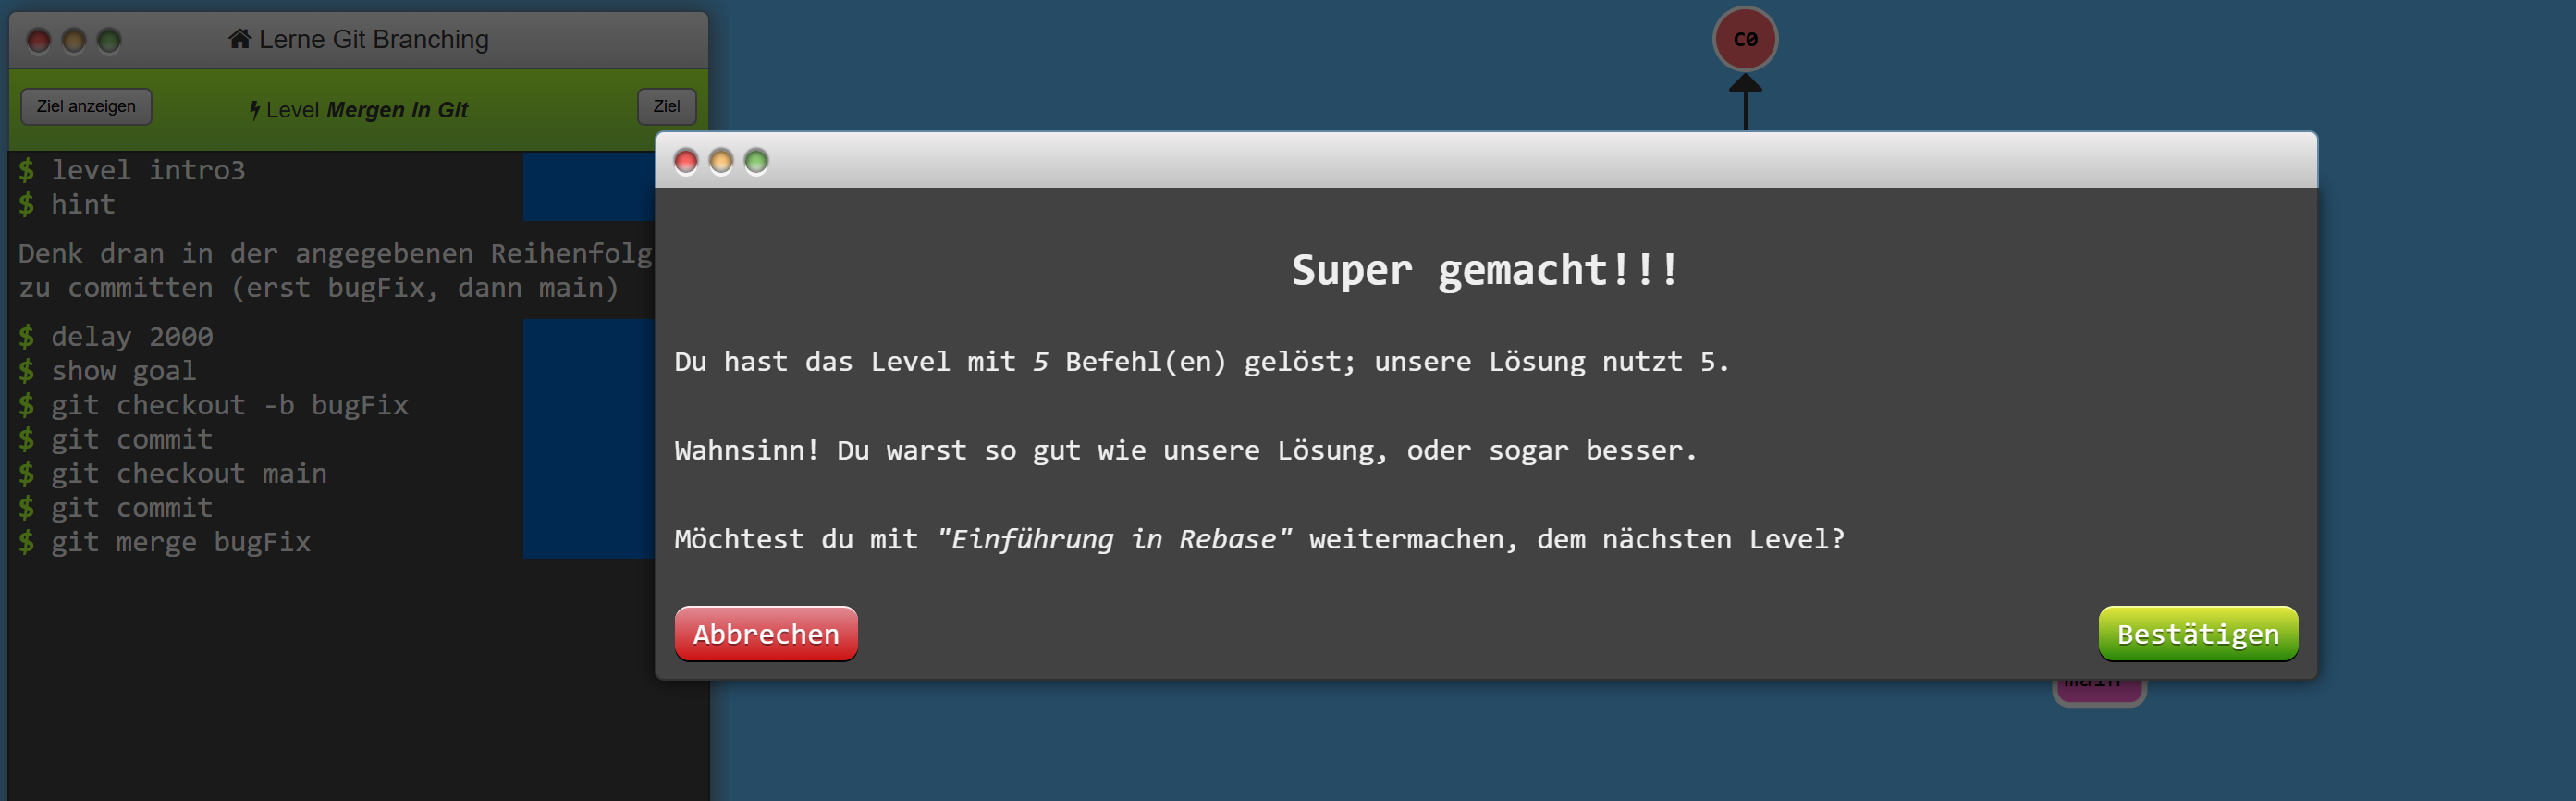 Lerne Git Branching
Ziel anzeigen
Level Mergen in Git
Ziel
$ level intro3
$ hint
Denk dran in der angegebenen Reihenfolg
zu committen (erst bugFix, dann main)
$ delay 2000
$ show goal
$ git checkout -b bugFix
$ git commit
$ git checkout main
$ git commit
$ git merge bugFix
C0
Super gemacht!!!
Du hast das Level mit 5 Befehl(en) gelöst; unsere Lösung nutzt 5.
Wahnsinn! Du warst so gut wie unsere Lösung, oder sogar besser.
Möchtest du mit "Einführung in Rebase" weitermachen, dem nächsten Level?
Abbrechen
Bestätigen
main